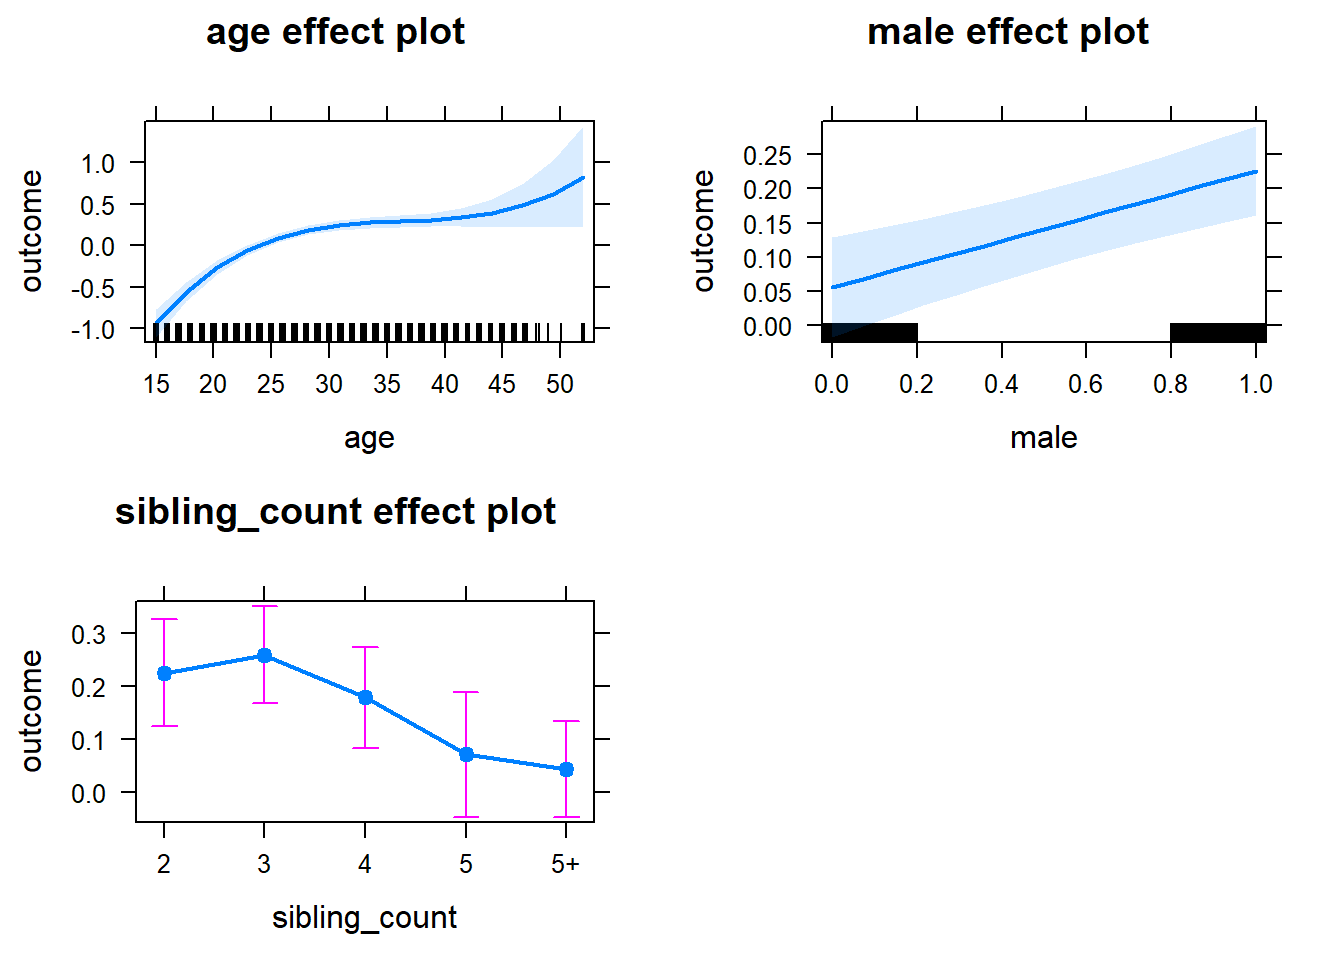 age effect plot
outcome
1.0
0.5
0.0
-0.5
-1.0
15 20 25 30 35 40 45 50
age
male effect plot
outcome
0.25
0.20
0.15
0.10
0.05
0.00
0.0 0.2 0.4 0.6 0.8 1.0
male
sibling_count effect plot
outcome
0.3
0.2
0.1
0.0
2 3 4 5 5+
sibling_count